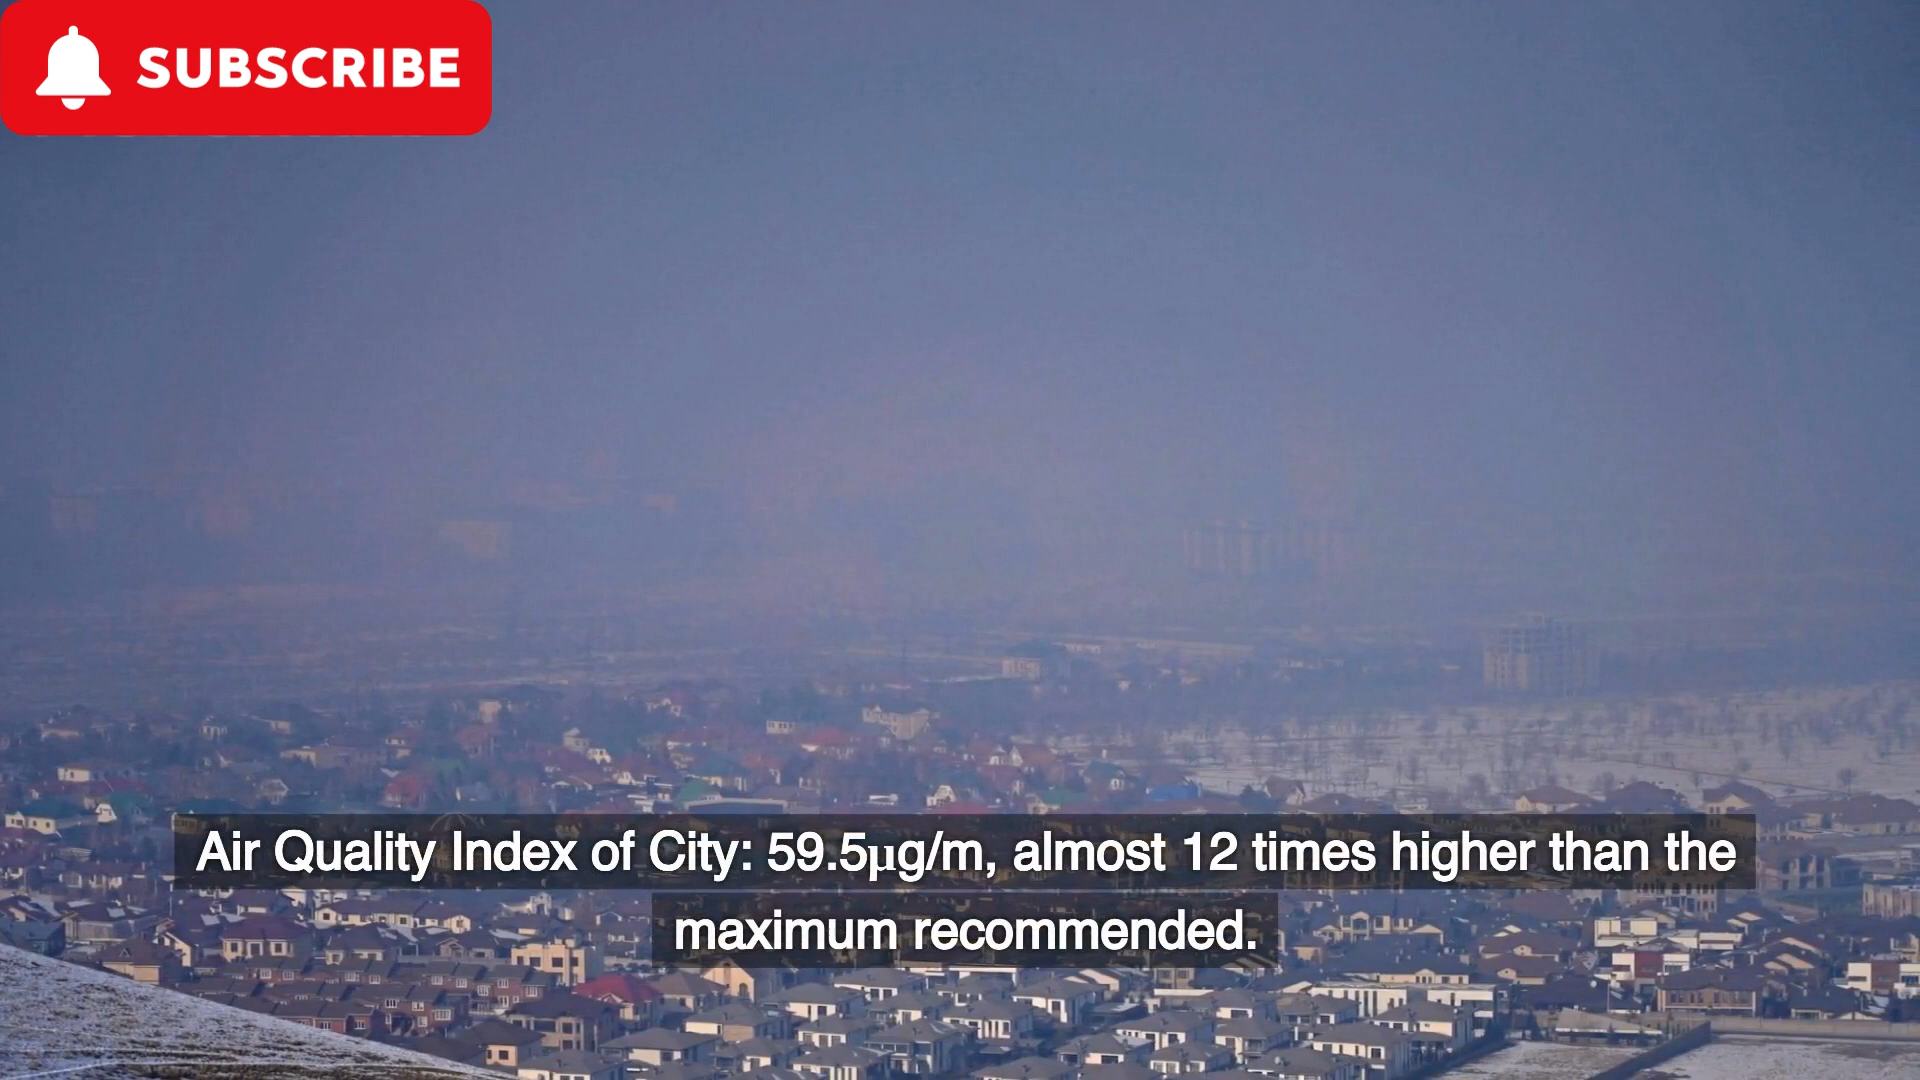 SUBSCRIBE
Air Quality Index of City: 59.5µg/m, almost 12 times higher than the
maximum recommended.